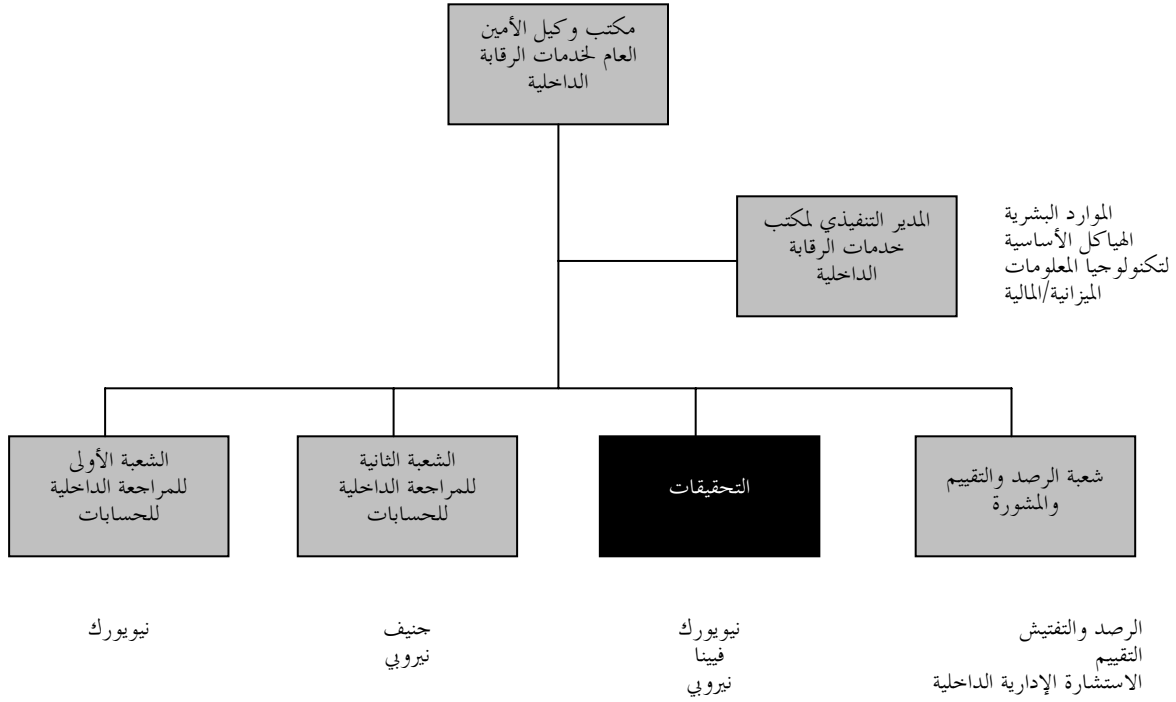 مكتب وكيل الأمين
العام لخدمات الرقابة
الداخلية
المدير التنفيذي لمكتب
خدمات الرقابة
الداخلية
الموارد البشرية
الهياكل الأساسية
لتكنولوجيا المعلومات
الميزانية/المالية
شعبة الرصد والتقييم
والمشورة
التحقيقات
الشعبة الثانية
للمراجعة الداخلية
للحسابات
الشعبة الأولى
للمراجعة الداخلية
للحسابات
الرصد والتفتيش
التقييم
الاستشارة الإدارية الداخلية
نيويورك
فيينا
نيروبي
جنيف
نيروبي
نيويورك